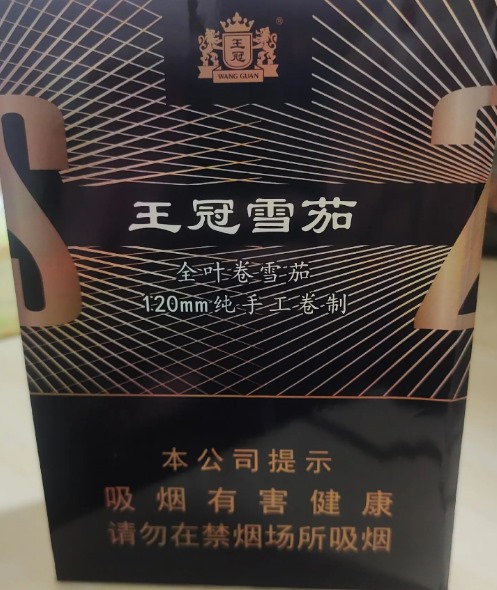 王
冠
WANG GUAN
®
王冠雪茄
全叶卷雪茄
120mm纯手工卷制
本公司提示
吸烟有害健康
请勿在禁烟场所吸烟